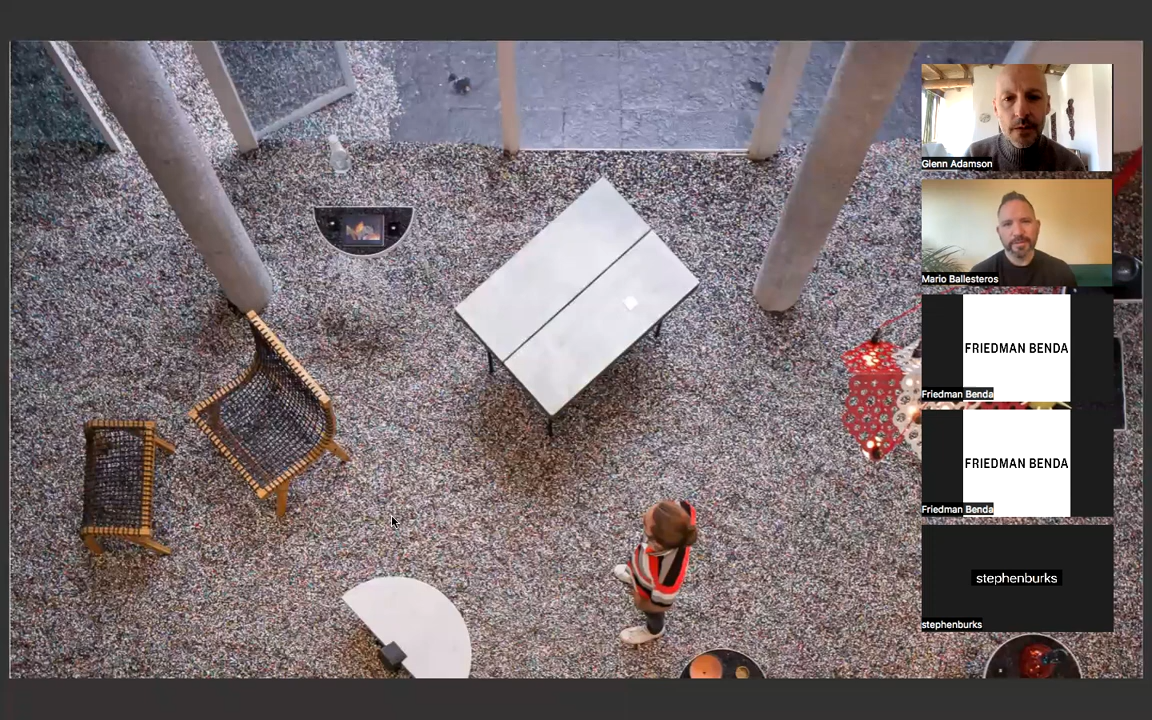 Glenn Adamson
Mario Ballesteros
FRIEDMAN BENDA
Friedman Benda
FRIEDMAN BENDA
Friedman Benda
stephenburks
stephenburks